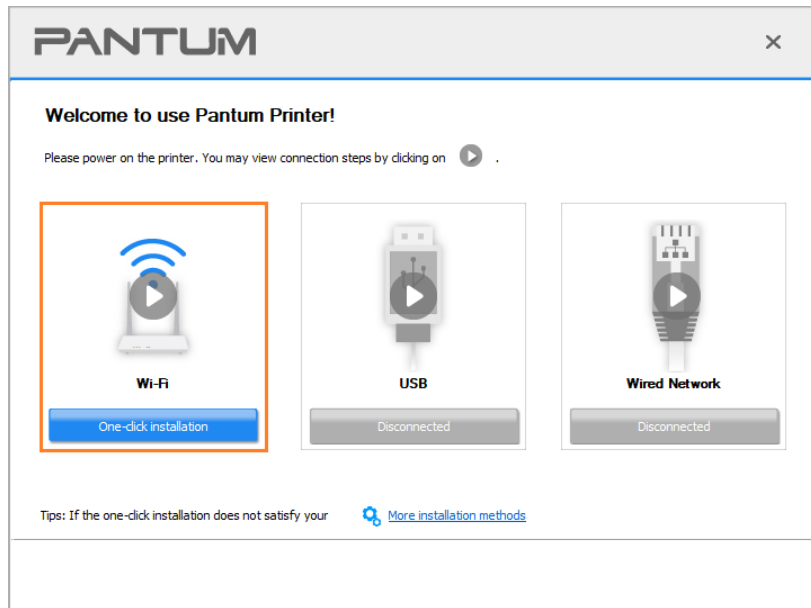 PANTUM
Welcome to use Pantum Printer!
Please power on the printer. You may view connection steps by clicking on .
Wi-Fi
USB
Wired Network
One-click installation
Disconnected
Disconnected
Tips: If the one-click installation does not satisfy your More installation methods